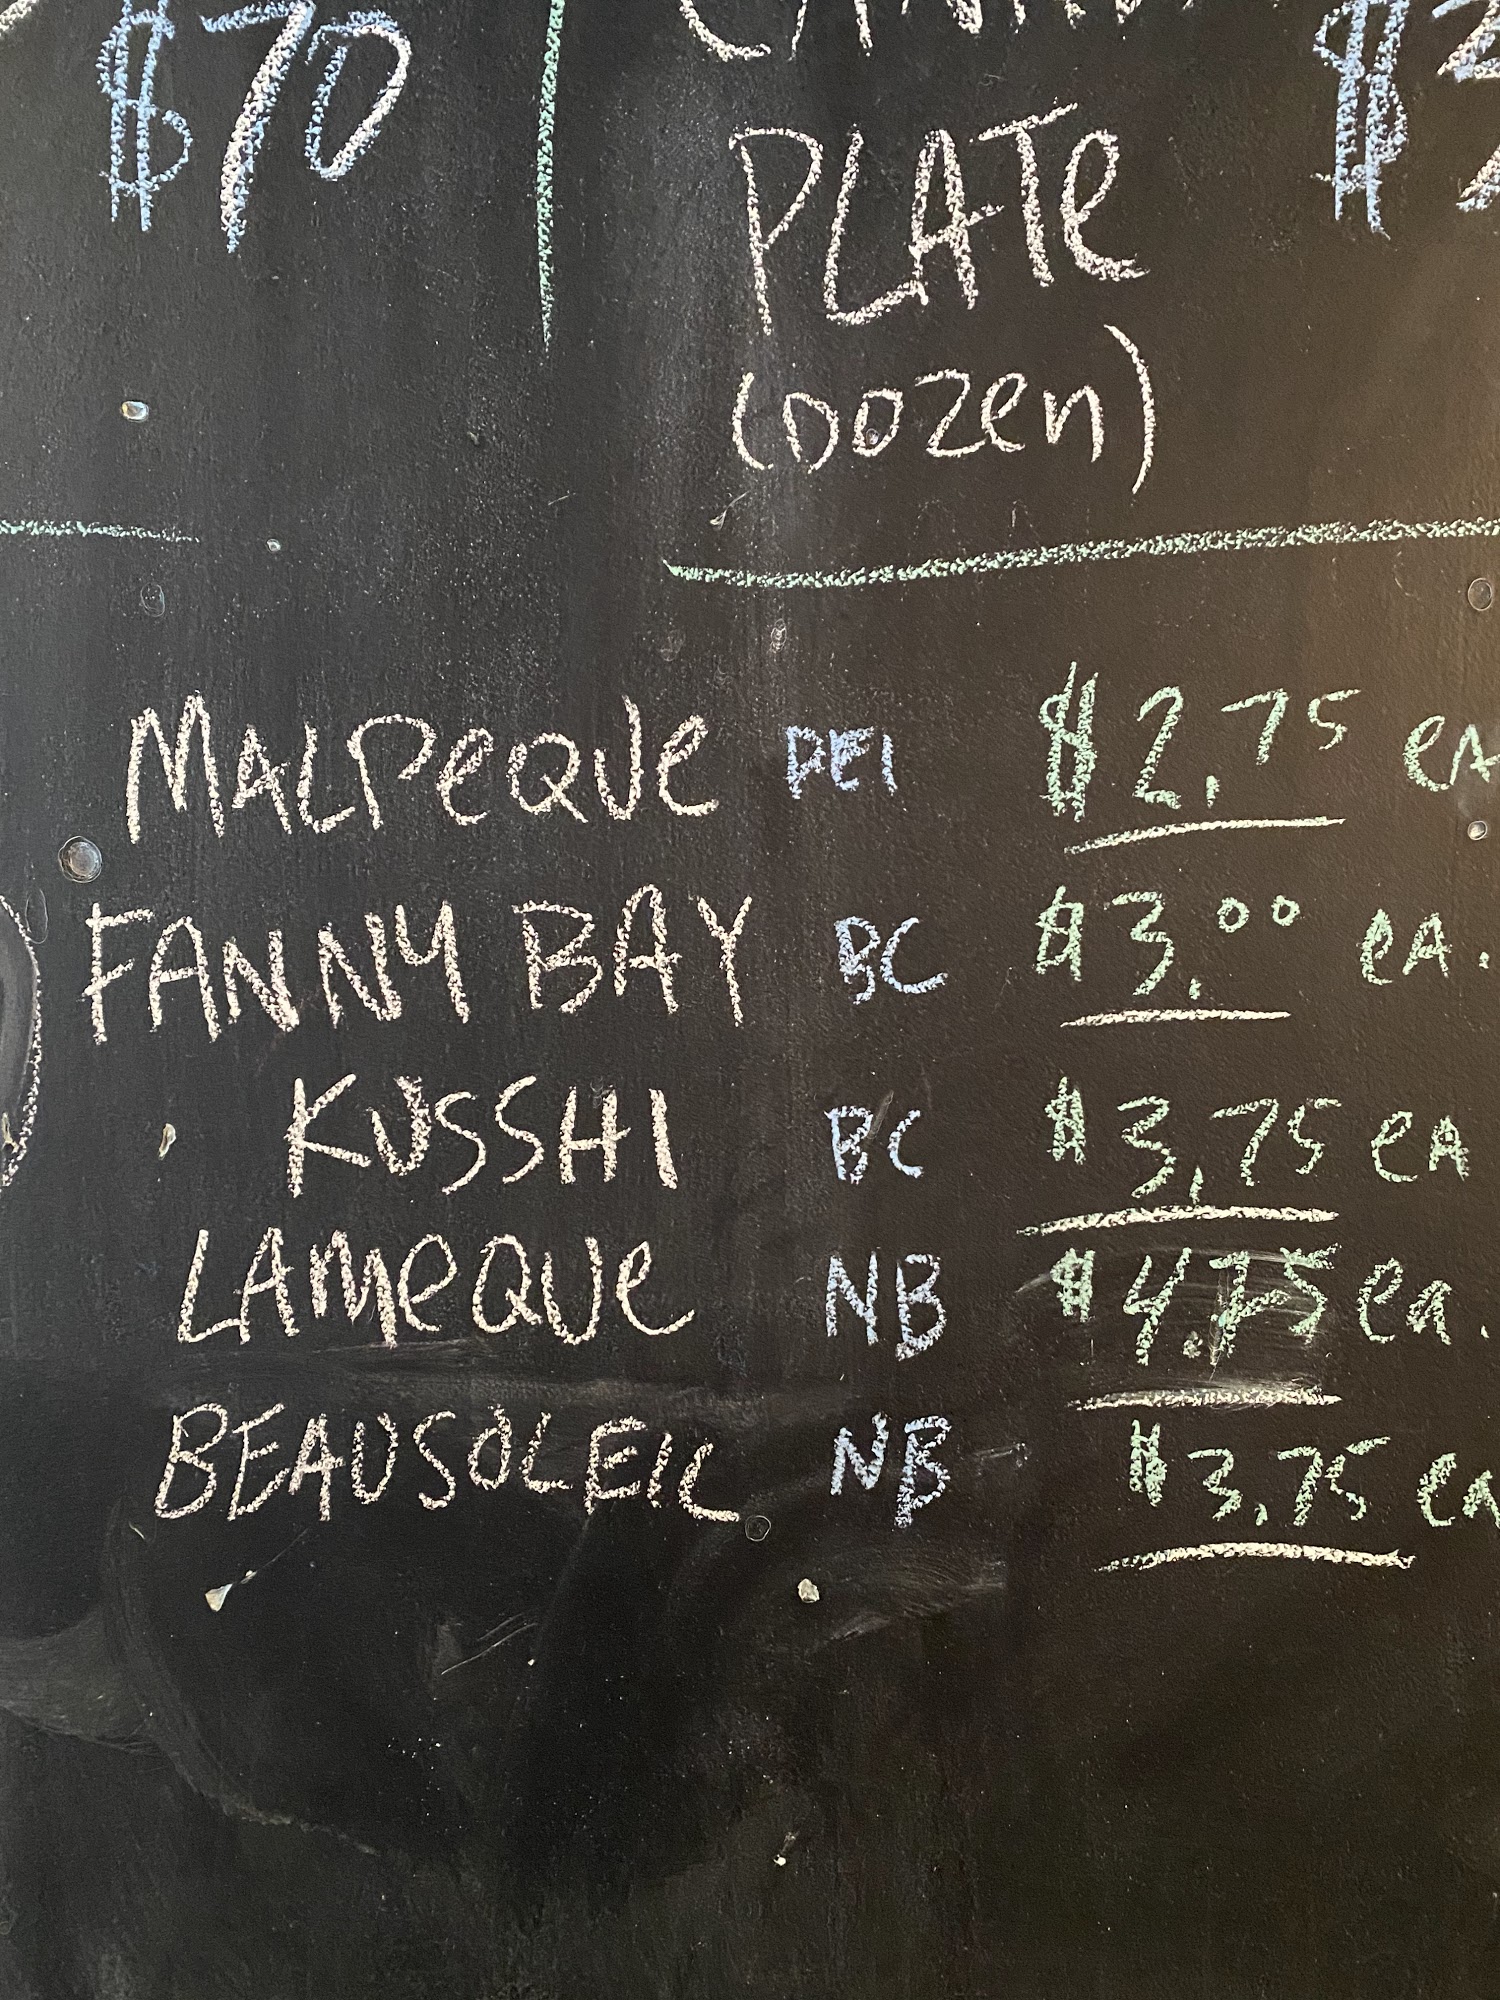 $70
PLATE
(DOZEN)
MALPEQUE PEI $2.75 EA
FANNY BAY BC $3.00 EA.
KUSSHI BC $3.75 EA
LAMEQUE NB $4.75 ea.
BEAUSOLEIL NB $3.75 ea